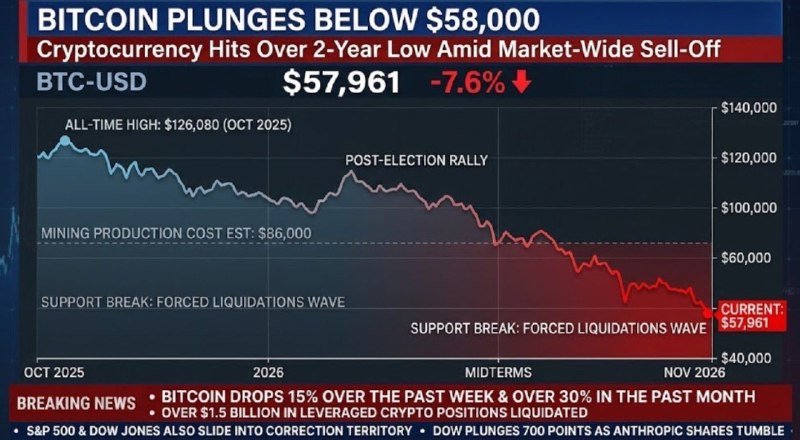 BITCOIN PLUNGES BELOW $58,000
Cryptocurrency Hits Over 2-Year Low Amid Market-Wide Sell-Off
BTC-USD $57,961 -7.6%
ALL-TIME HIGH: $126,080 (OCT 2025)
POST-ELECTION RALLY
MINING PRODUCTION COST EST: $86,000
SUPPORT BREAK: FORCED LIQUIDATIONS WAVE
SUPPORT BREAK: FORCED LIQUIDATIONS WAVE
$140,000
$120,000
$100,000
$60,000
CURRENT:
$57,961
$40,000
OCT 2025 2026 MIDTERMS NOV 2026
BREAKING NEWS
• BITCOIN DROPS 15% OVER THE PAST WEEK & OVER 30% IN THE PAST MONTH
• OVER $1.5 BILLION IN LEVERAGED CRYPTO POSITIONS LIQUIDATED
• S&P 500 & DOW JONES ALSO SLIDE INTO CORRECTION TERRITORY • DOW PLUNGES 700 POINTS AS ANTHROPIC SHARES TUMBLE •